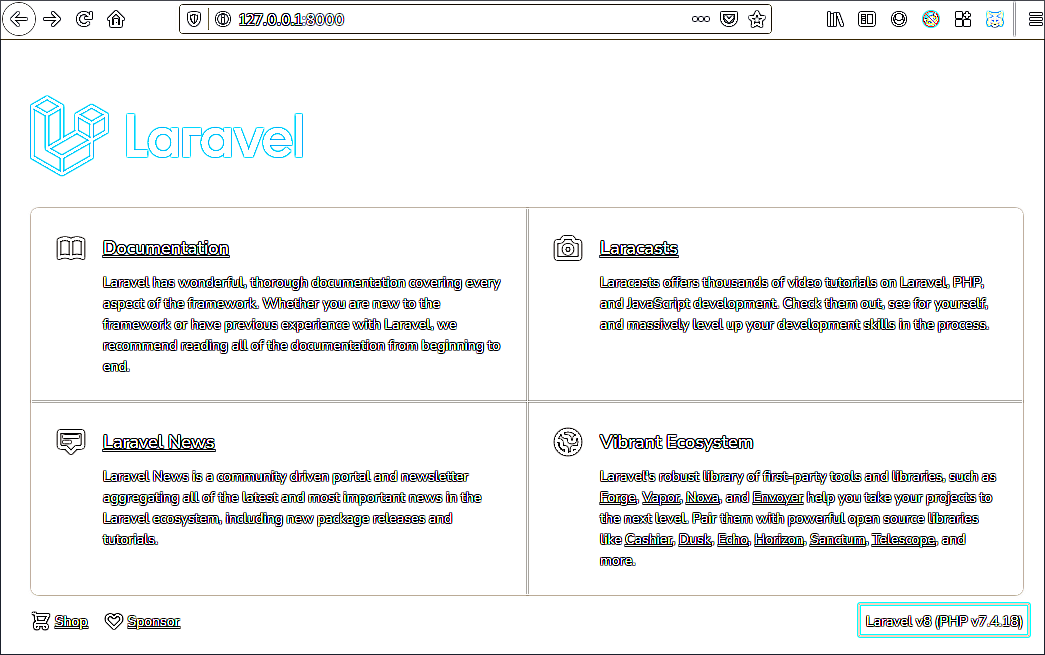 127.0.0.1:8000
Laravel
Documentation
Laravel has wonderful, thorough documentation covering every
aspect of the framework. Whether you are new to the
framework or have previous experience with Laravel, we
recommend reading all of the documentation from beginning to
end.
Laracasts
Laracasts offers thousands of video tutorials on Laravel, PHP,
and JavaScript development. Check them out, see for yourself,
and massively level up your development skills in the process.
Laravel News
Laravel News is a community driven portal and newsletter
aggregating all of the latest and most important news in the
Laravel ecosystem, including new package releases and
tutorials.
Vibrant Ecosystem
Laravel's robust library of first-party tools and libraries, such as
Forge, Vapor, Nova, and Envoyer help you take your projects to
the next level. Pair them with powerful open source libraries
like Cashier, Dusk, Echo, Horizon, Sanctum, Telescope, and
more.
Shop Sponsor
Laravel v8 (PHP v7.4.18)